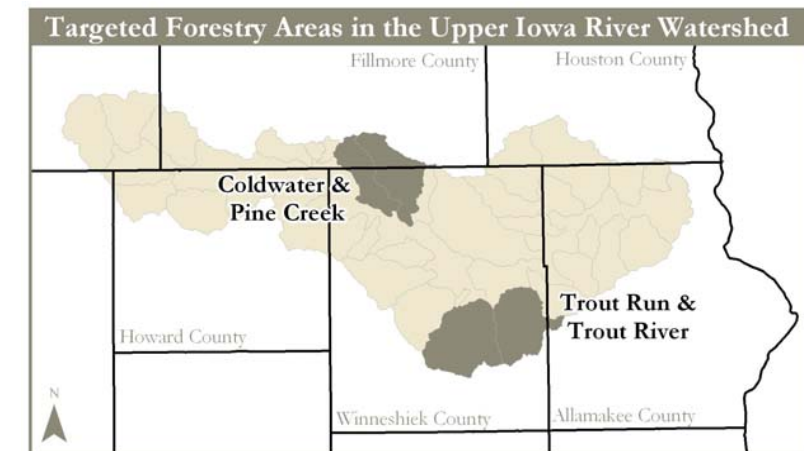 Targeted Forestry Areas in the Upper Iowa River Watershed
Fillmore County
Houston County
Coldwater &
Pine Creek
Trout Run &
Trout River
Howard County
N
Winneshiek County
Allamakee County